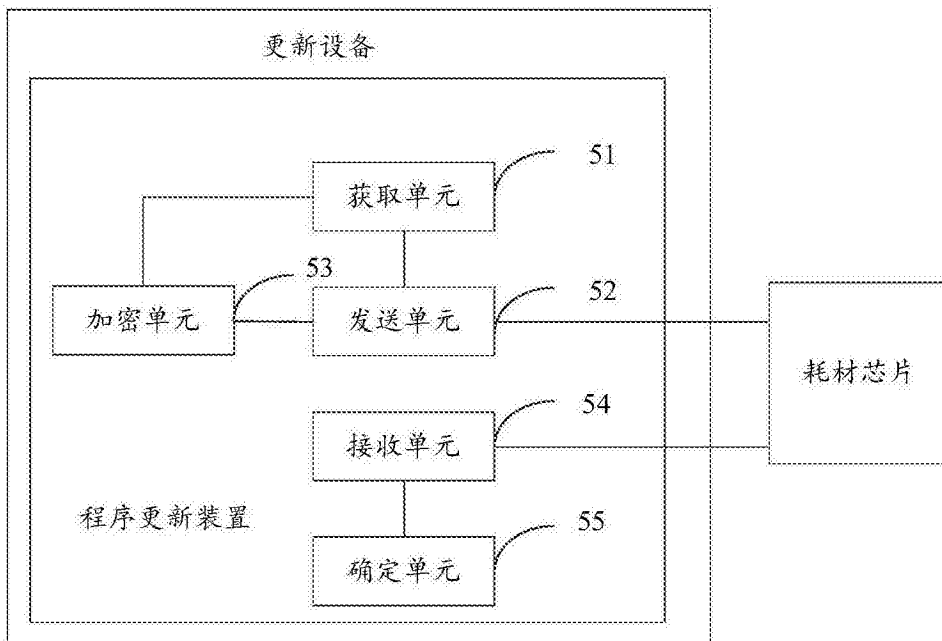 更新设备
51
获取单元
53
52
加密单元
发送单元
耗材芯片
54
接收单元
程序更新装置
55
确定单元